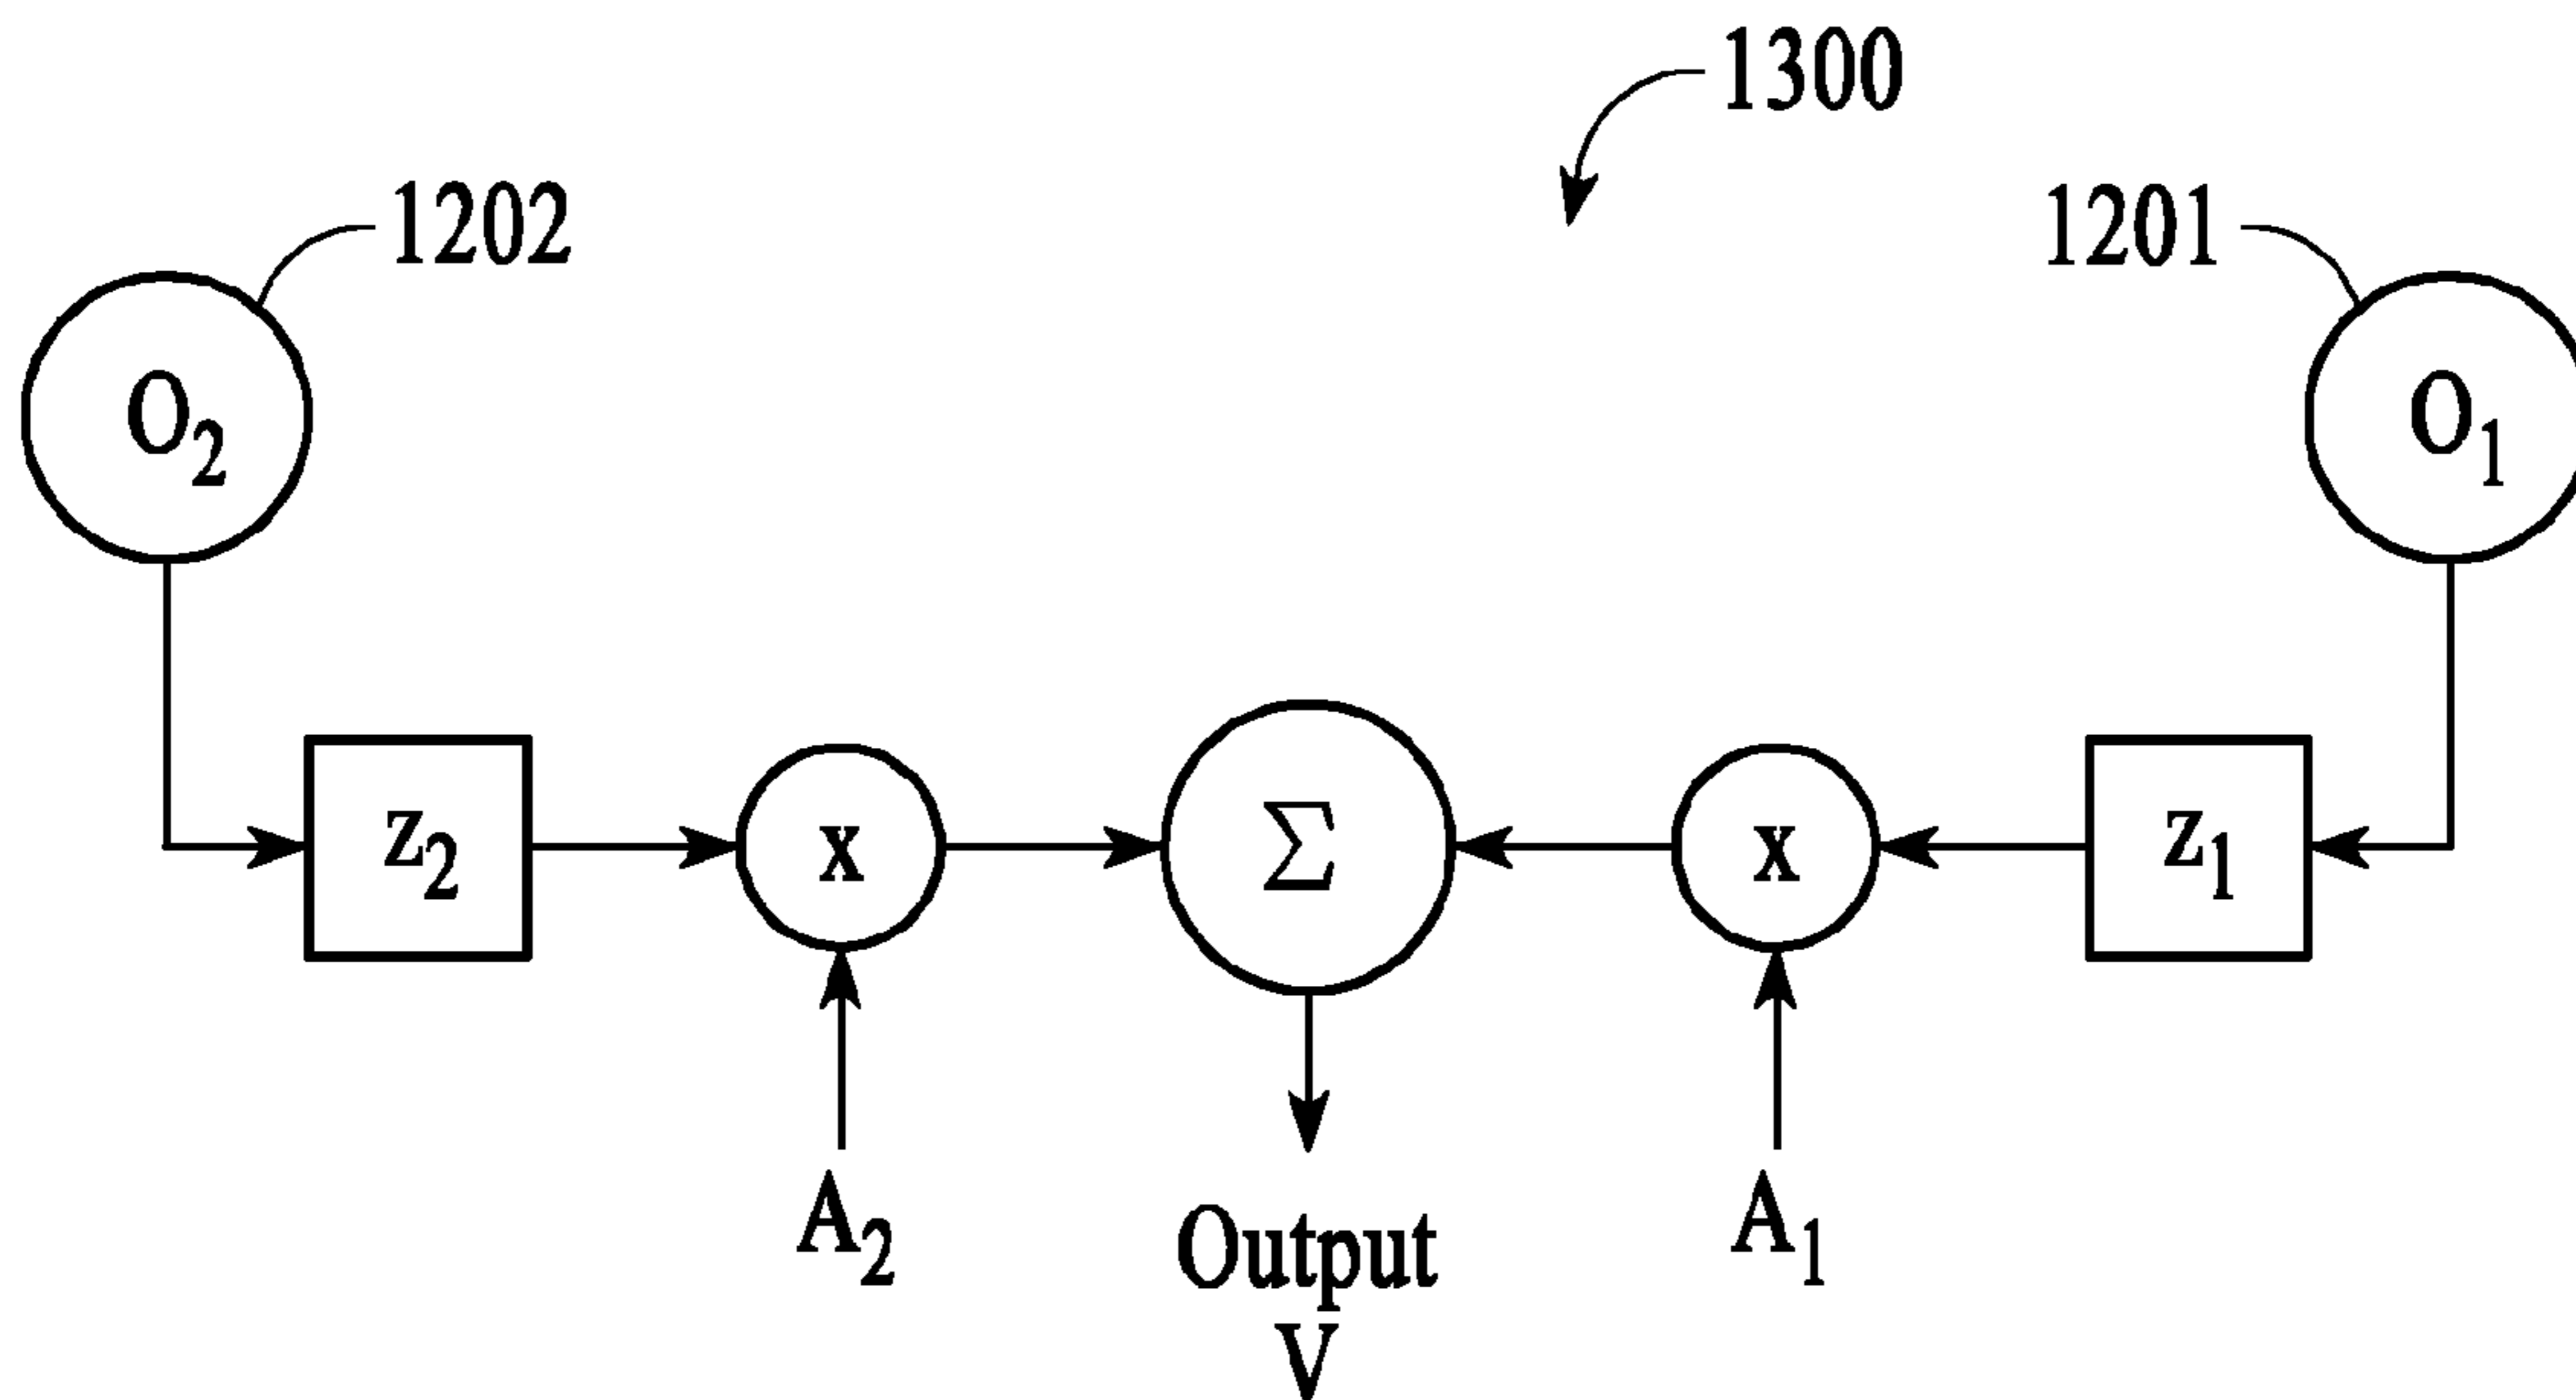 1300
1202
1201
O₂
O₁
z₂
x
Σ
x
z₁
A₂
Output
V
A₁